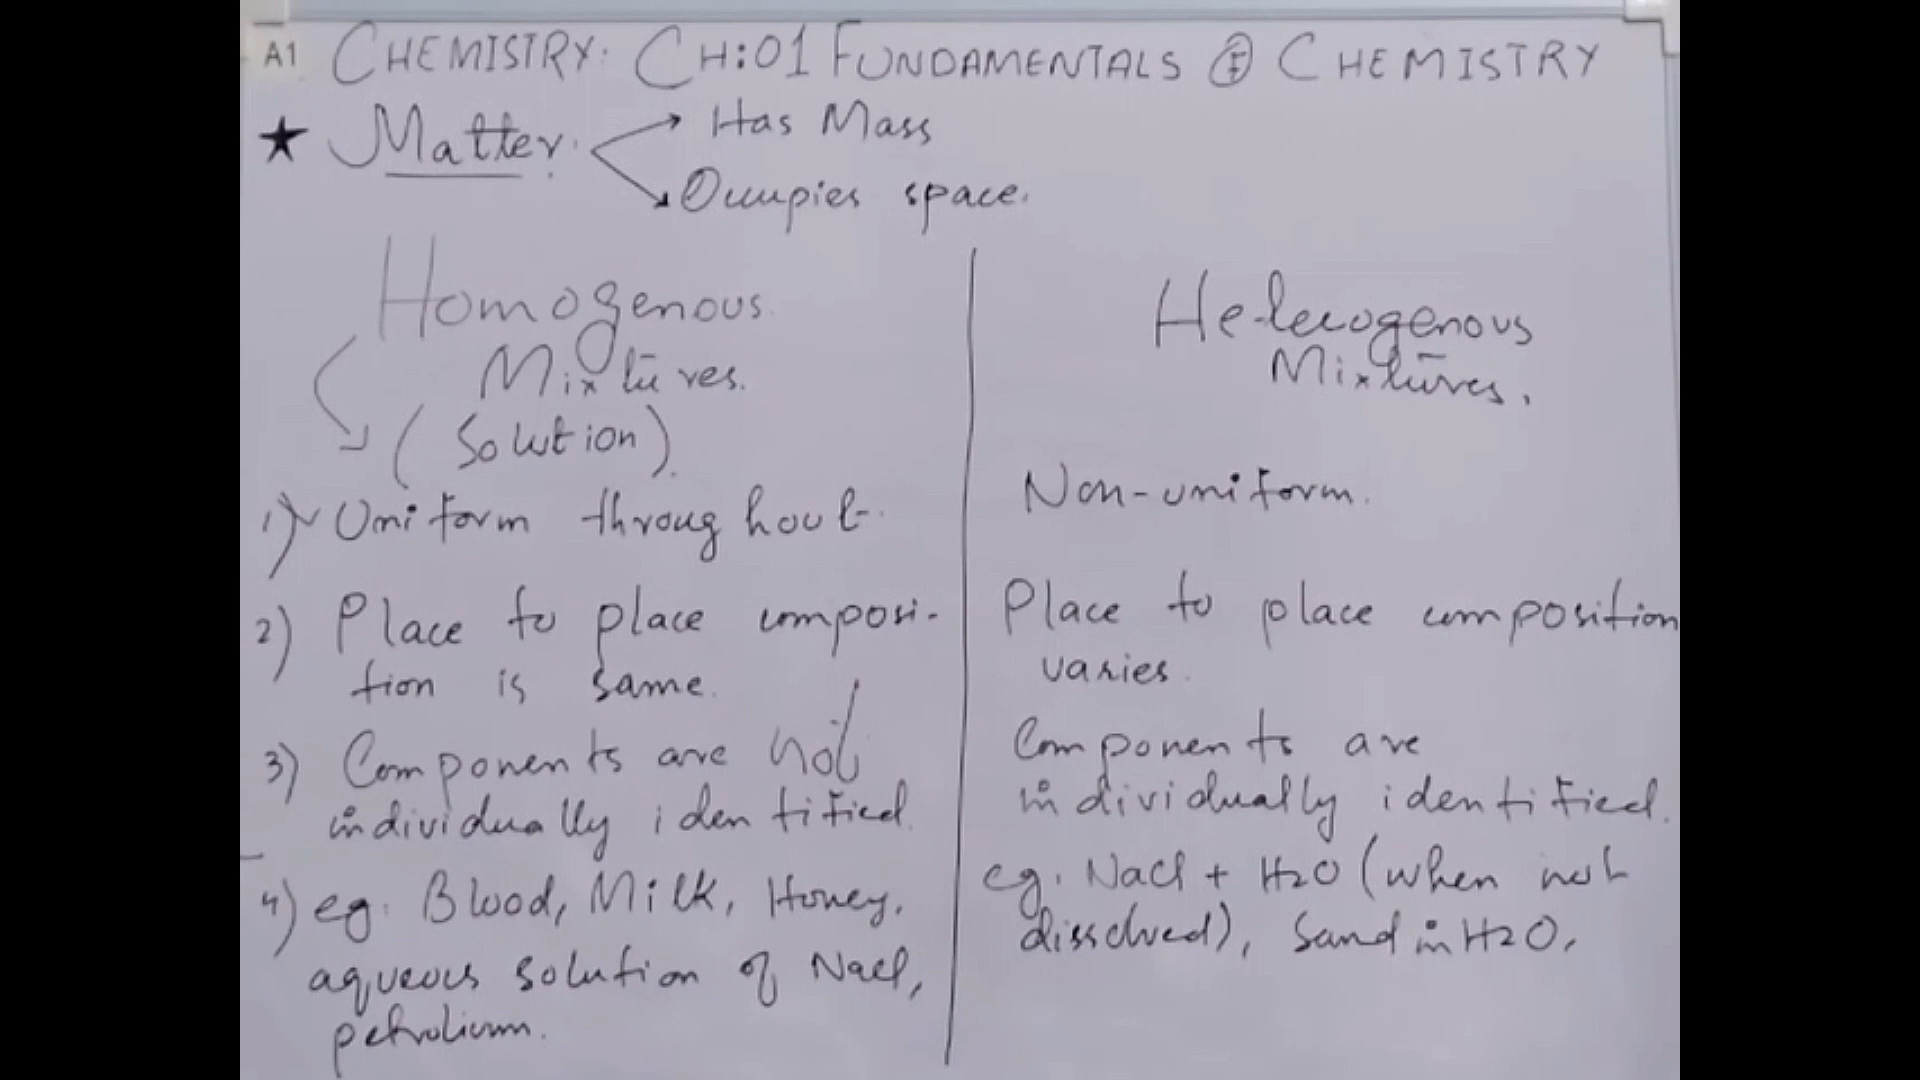 A1 CHEMISTRY: CH:01 FUNDAMENTALS OF CHEMISTRY
★ Matter: Has Mass
Occupies space.
Homogenous
Mixtures.
(Solution).
1) Uniform throughout.
2) Place to place composi-
tion is same.
3) Components are not
individually identified.
4) eg: Blood, Milk, Honey,
aqueous solution of NaCl,
petrolium.
Heterogenous
Mixtures.
Non-uniform.
Place to place composition
varies.
Components are
individually identified.
eg. NaCl + H2O (when not
dissolved), Sand in H2O,